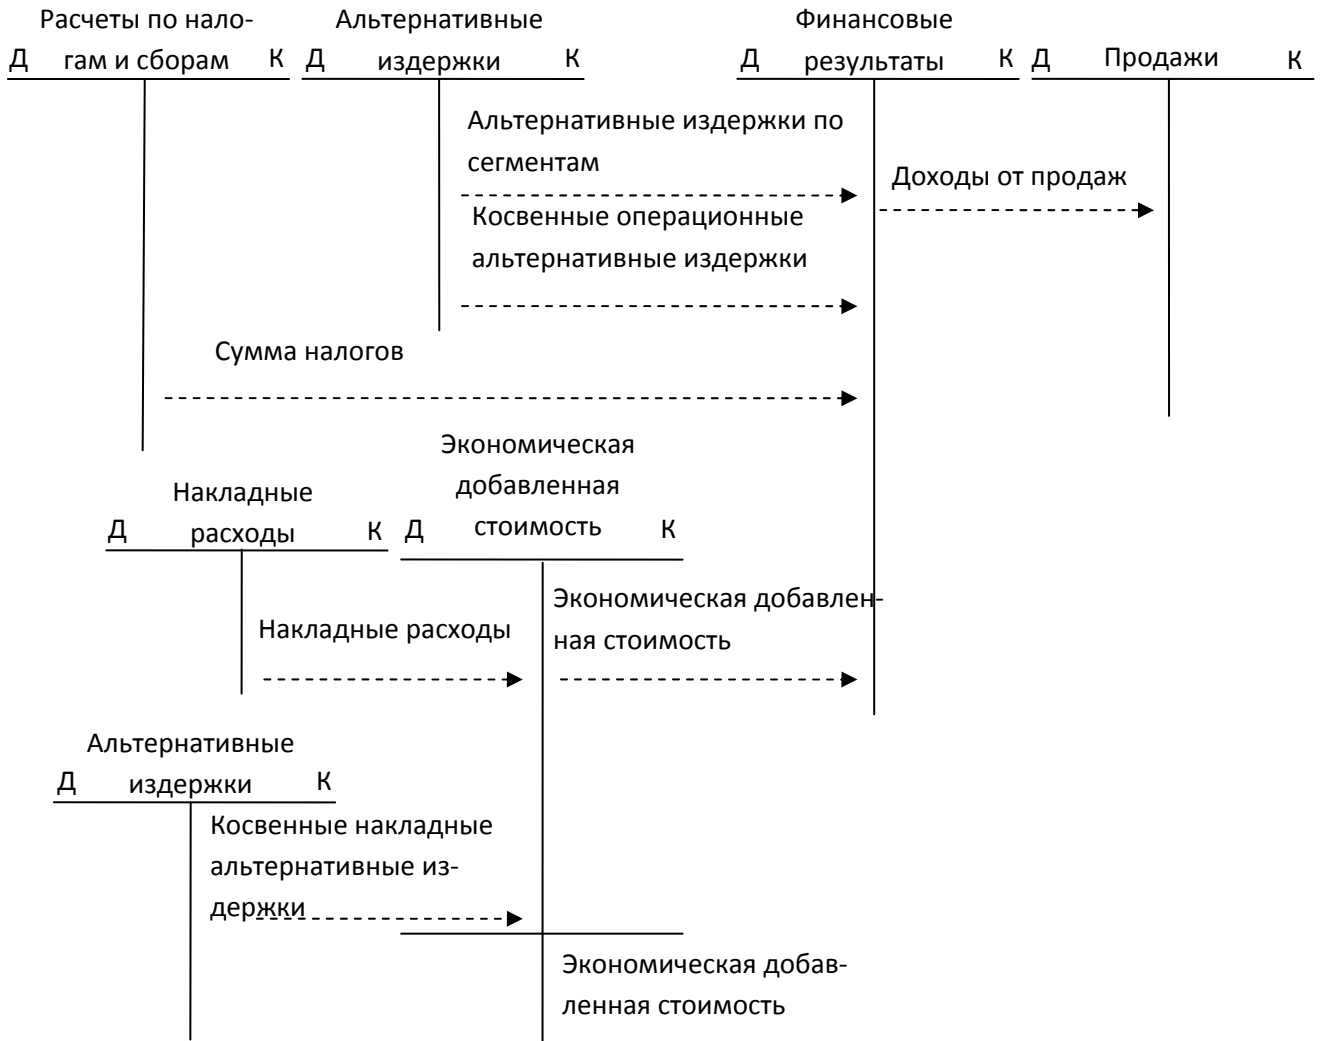 Расчеты по нало-
Д гам и сборам К
Альтернативные
Д издержки К
Финансовые
Д результаты К
Д Продажи К
Альтернативные издержки по
сегментам
Доходы от продаж
Косвенные операционные
альтернативные издержки
Сумма налогов
Экономическая
добавленная
Д стоимость К
Накладные
Д расходы К
Экономическая добавлен-
ная стоимость
Накладные расходы
Альтернативные
Д издержки К
Косвенные накладные
альтернативные из-
держки
Экономическая добав-
ленная стоимость